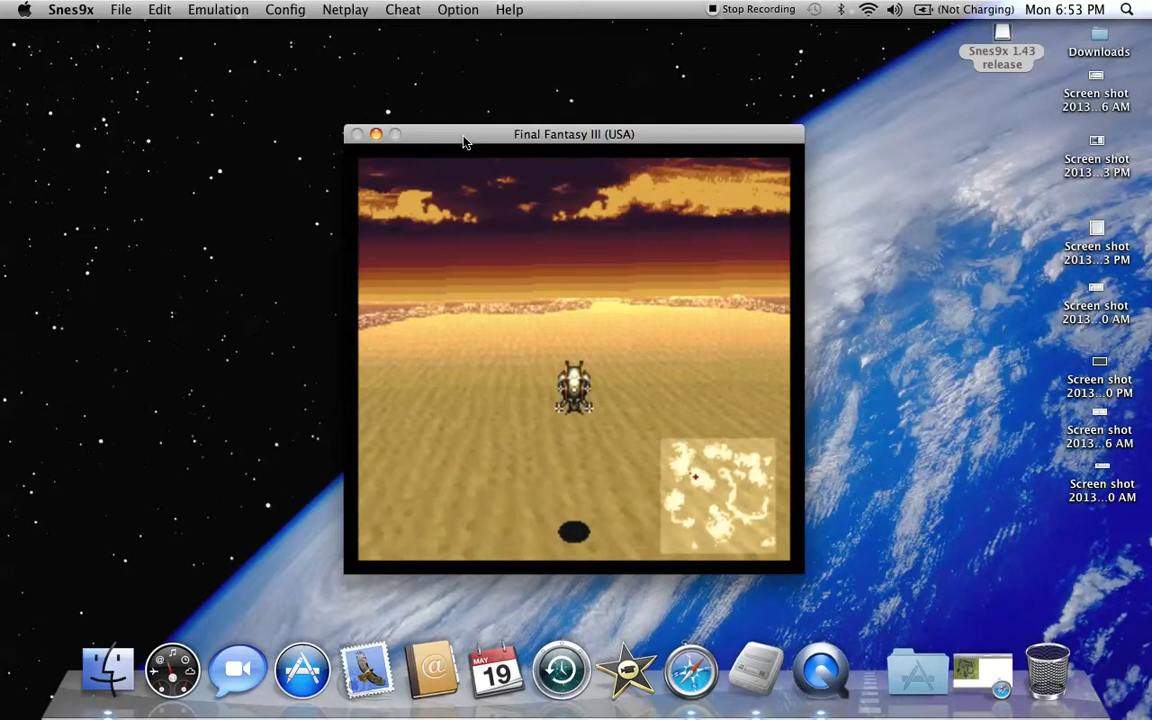 Snes9x File Edit Emulation Config Netplay Cheat Option Help Stop Recording (Not Charging) Mon 6:53 PM
Snes9x 1.43
release
Downloads
Screen shot
2013...6 AM
Screen shot
2013...3 PM
Screen shot
2013...3 PM
Screen shot
2013...0 AM
Screen shot
2013...0 PM
Screen shot
2013...6 AM
Screen shot
2013...0 AM
Final Fantasy III (USA)
MAY
19